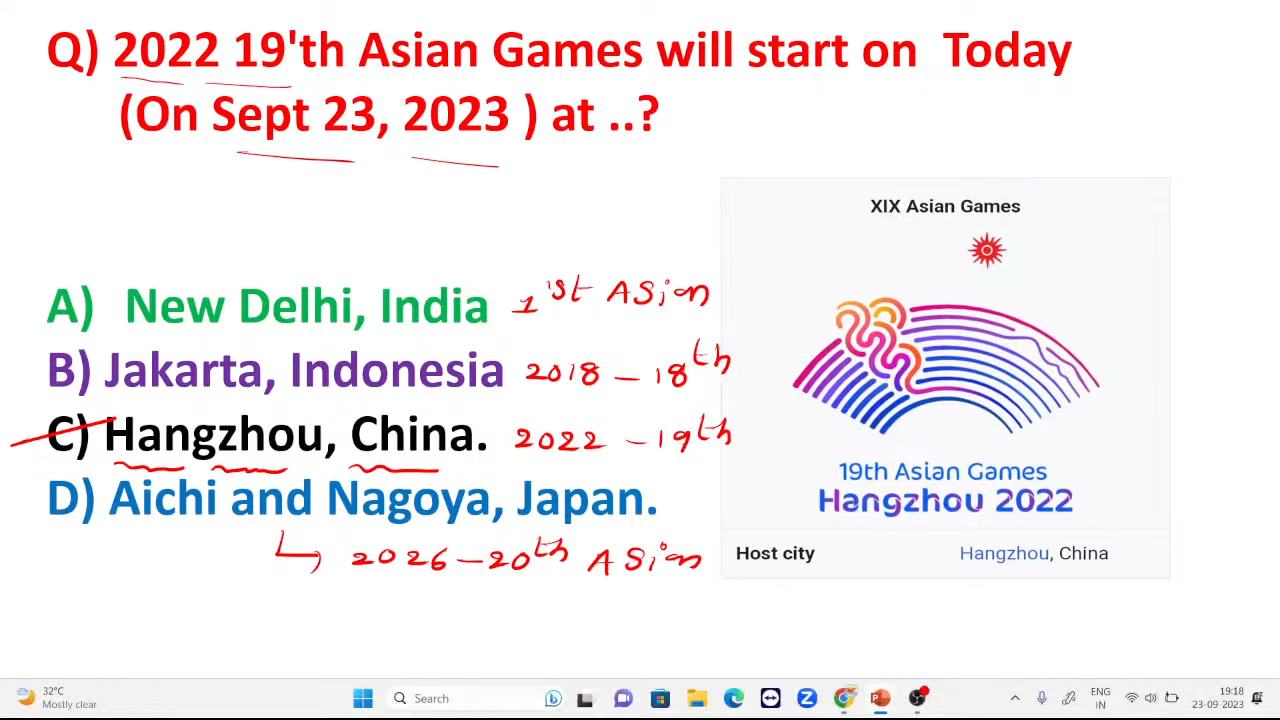 Q) 2022 19'th Asian Games will start on Today
(On Sept 23, 2023 ) at ..?
XIX Asian Games
A) New Delhi, India 1'st ASian
B) Jakarta, Indonesia 2018 - 18th
C) Hangzhou, China. 2022 - 19th
D) Aichi and Nagoya, Japan.
2026 - 20th ASian
19th Asian Games
Hangzhou 2022
Host city Hangzhou, China
32°C
Mostly clear
Search
ENG
IN
19:18
23-09-2023